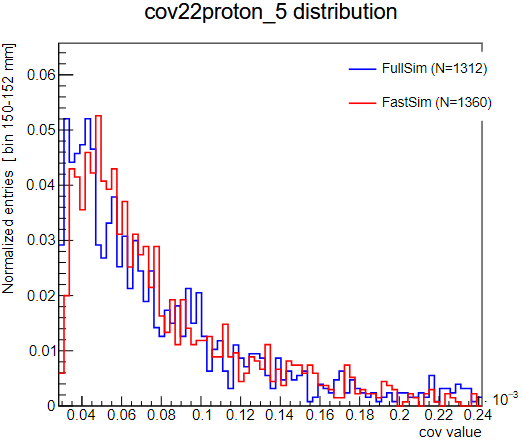 cov22proton_5 distribution
Normalized entries [ bin 150-152 mm]
0.06
0.05
0.04
0.03
0.02
0.01
0
FullSim (N=1312)
FastSim (N=1360)
0.04 0.06 0.08 0.1 0.12 0.14 0.16 0.18 0.2 0.22 0.24
×10⁻³
cov value